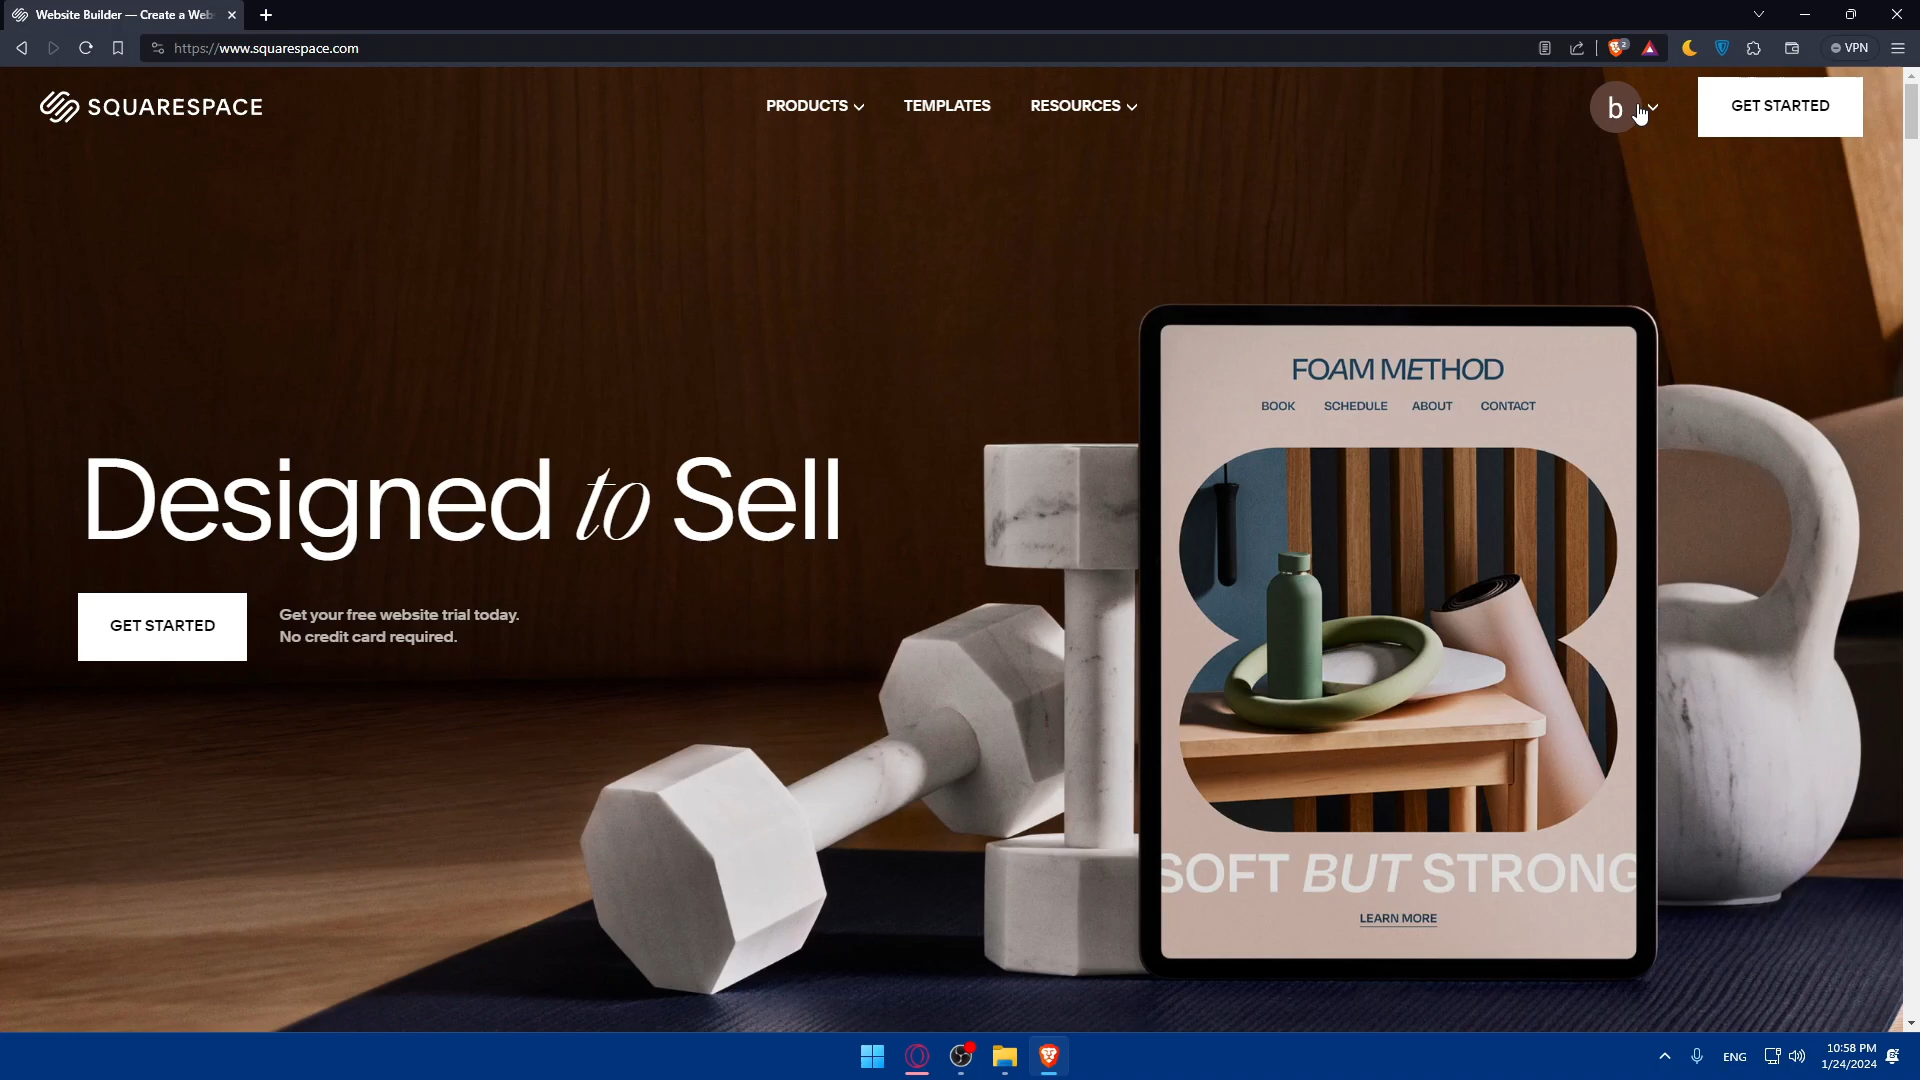 Website Builder — Create a Web
https://www.squarespace.com
2
VPN
SQUARESPACE
PRODUCTS
TEMPLATES
RESOURCES
b
GET STARTED
FOAM METHOD
BOOK SCHEDULE ABOUT CONTACT
Designed to Sell
GET STARTED
Get your free website trial today.
No credit card required.
SOFT BUT STRONG
LEARN MORE
ENG
10:58 PM
1/24/2024